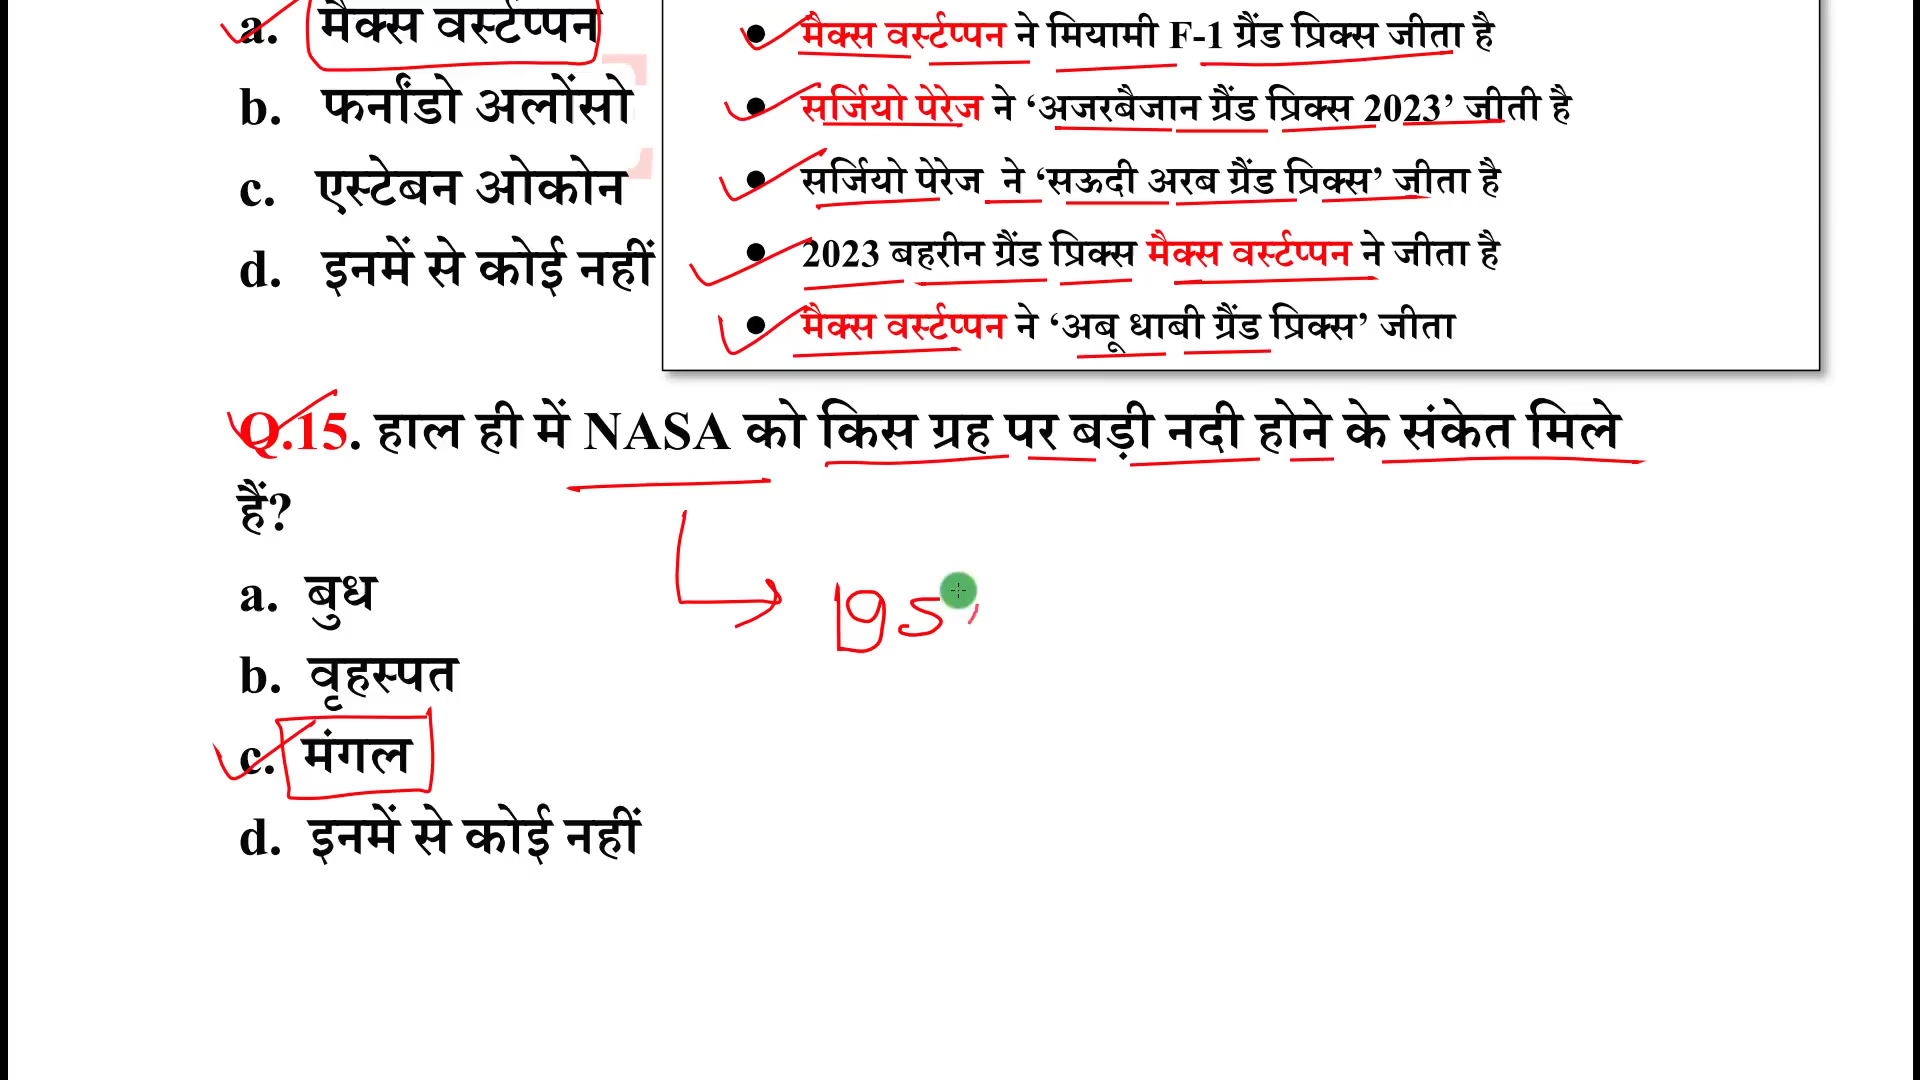 a. मैक्स वर्स्टप्पन
b. फर्नांडो अलोंसो
c. एस्टेबन ओकोन
d. इनमें से कोई नहीं
● मैक्स वर्स्टप्पन ने मियामी F-1 ग्रैंड प्रिक्स जीता है
● सर्जियो पेरेज ने ‘अजरबैजान ग्रैंड प्रिक्स 2023’ जीती है
● सर्जियो पेरेज ने ‘सऊदी अरब ग्रैंड प्रिक्स’ जीता है
● 2023 बहरीन ग्रैंड प्रिक्स मैक्स वर्स्टप्पन ने जीता है
● मैक्स वर्स्टप्पन ने ‘अबू धाबी ग्रैंड प्रिक्स’ जीता
Q.15. हाल ही में NASA को किस ग्रह पर बड़ी नदी होने के संकेत मिले
हैं?
195
a. बुध
b. वृहस्पत
c. मंगल
d. इनमें से कोई नहीं